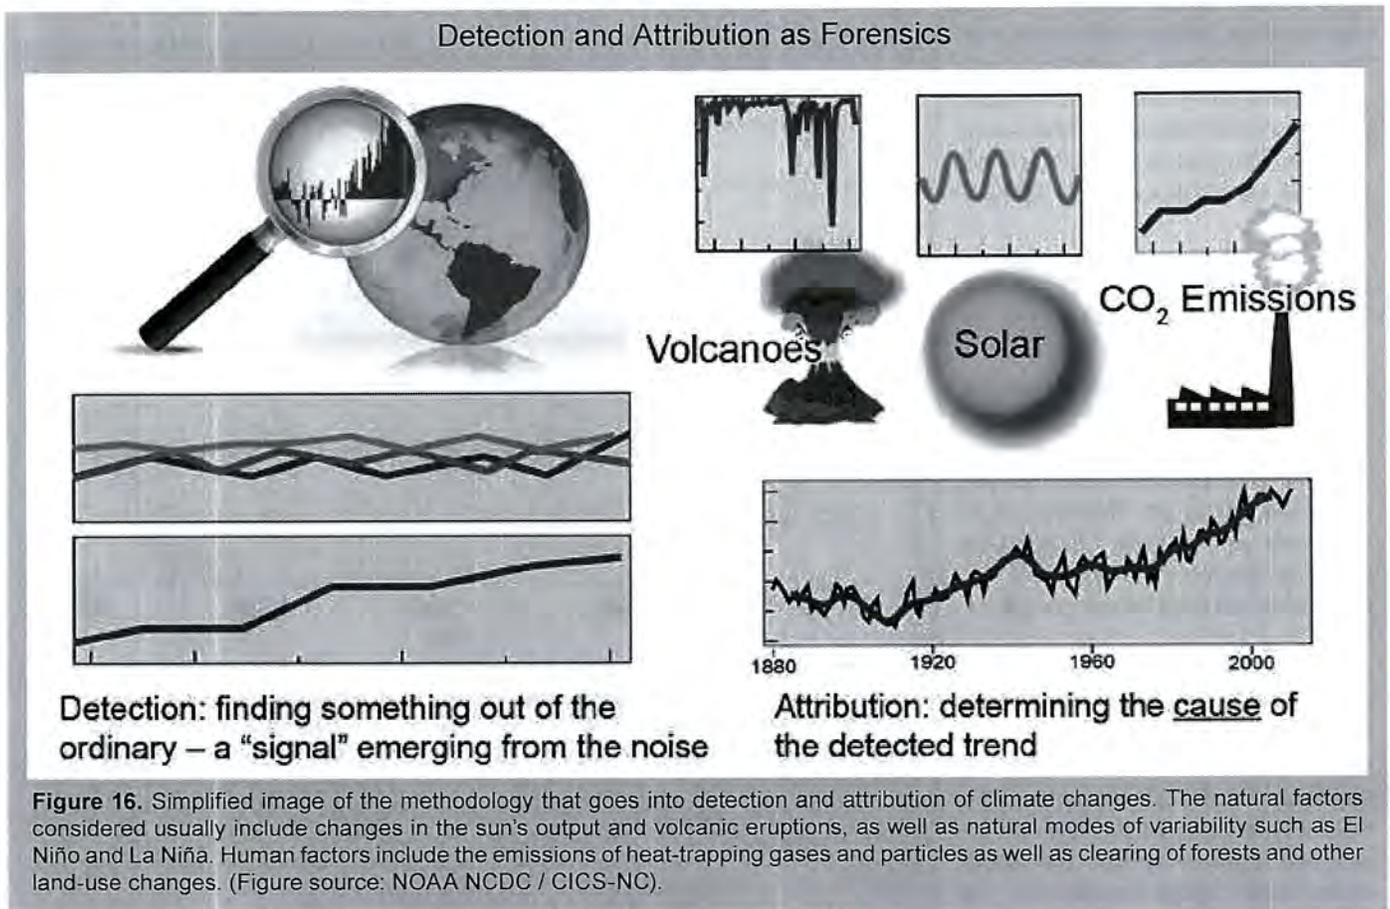 Detection and Attribution as Forensics
Volcanoes
Solar
CO₂ Emissions
1880
1920
1960
2000
Detection: finding something out of the
ordinary – a “signal” emerging from the noise
Attribution: determining the cause of
the detected trend
Figure 16. Simplified image of the methodology that goes into detection and attribution of climate changes. The natural factors
considered usually include changes in the sun's output and volcanic eruptions, as well as natural modes of variability such as El
Niño and La Niña. Human factors include the emissions of heat-trapping gases and particles as well as clearing of forests and other
land-use changes. (Figure source: NOAA NCDC / CICS-NC).